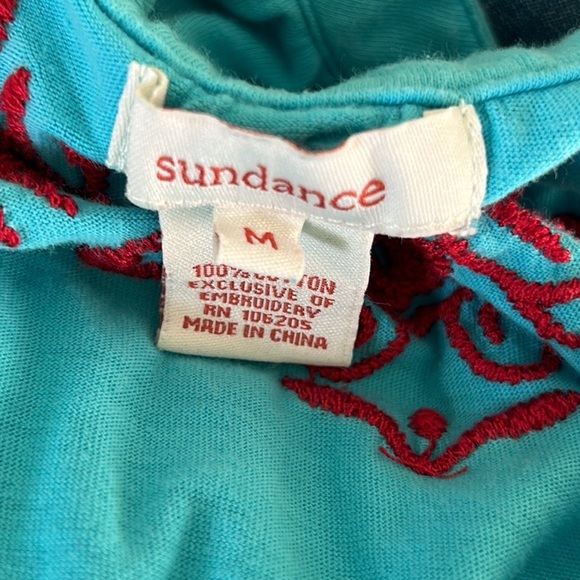 sundance
M
100% COTTON
EXCLUSIVE OF
EMBROIDERY
RN 106205
MADE IN CHINA